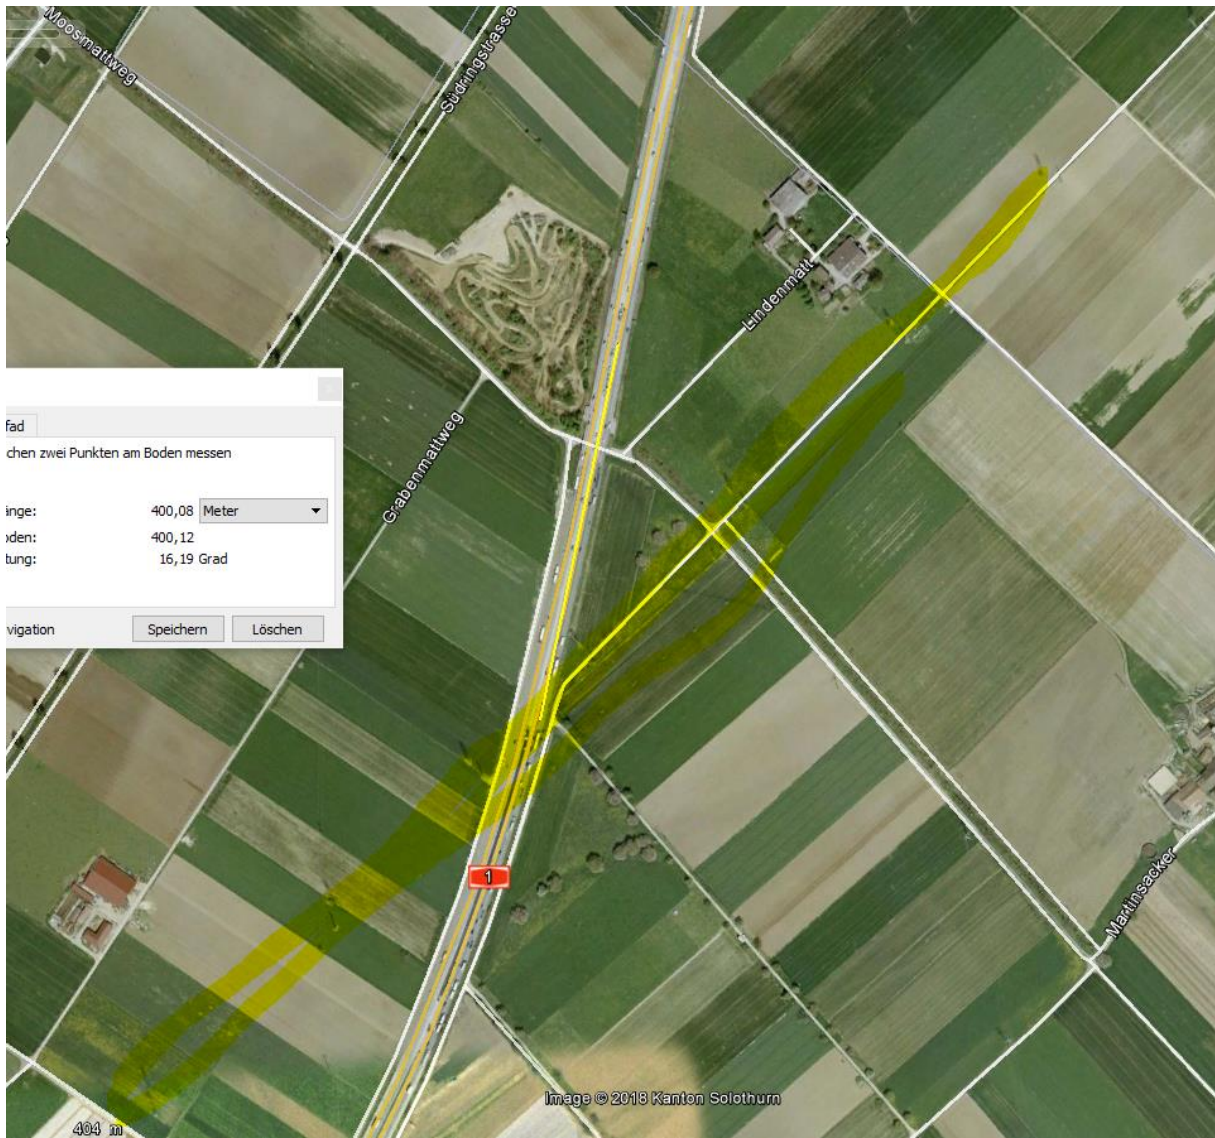 Moosmattweg
Südringstrasse
Lindenmatt
fad
chen zwei Punkten am Boden messen
änge: 400,08 Meter
oden: 400,12
tung: 16,19 Grad
vigation Speichern Löschen
Grabenmattweg
1
Martinsacker
Image © 2018 Kanton Solothurn
404 m